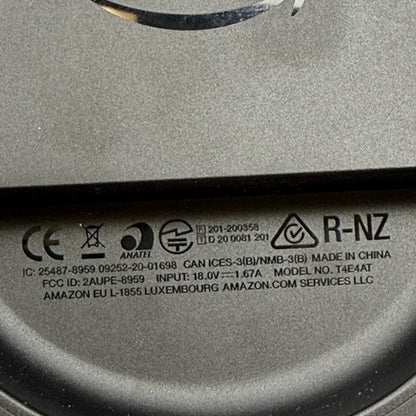 CE ANATEL R 201-200358 R-NZ
T D 20 0081 201
IC: 25487-8959 09252-20-01698 CAN ICES-3(B)/NMB-3(B) MADE IN CHINA
FCC ID: 2AUPE-8959 INPUT: 18.0V⎓1.67A MODEL NO. T4E4AT
AMAZON EU L-1855 LUXEMBOURG AMAZON.COM SERVICES LLC